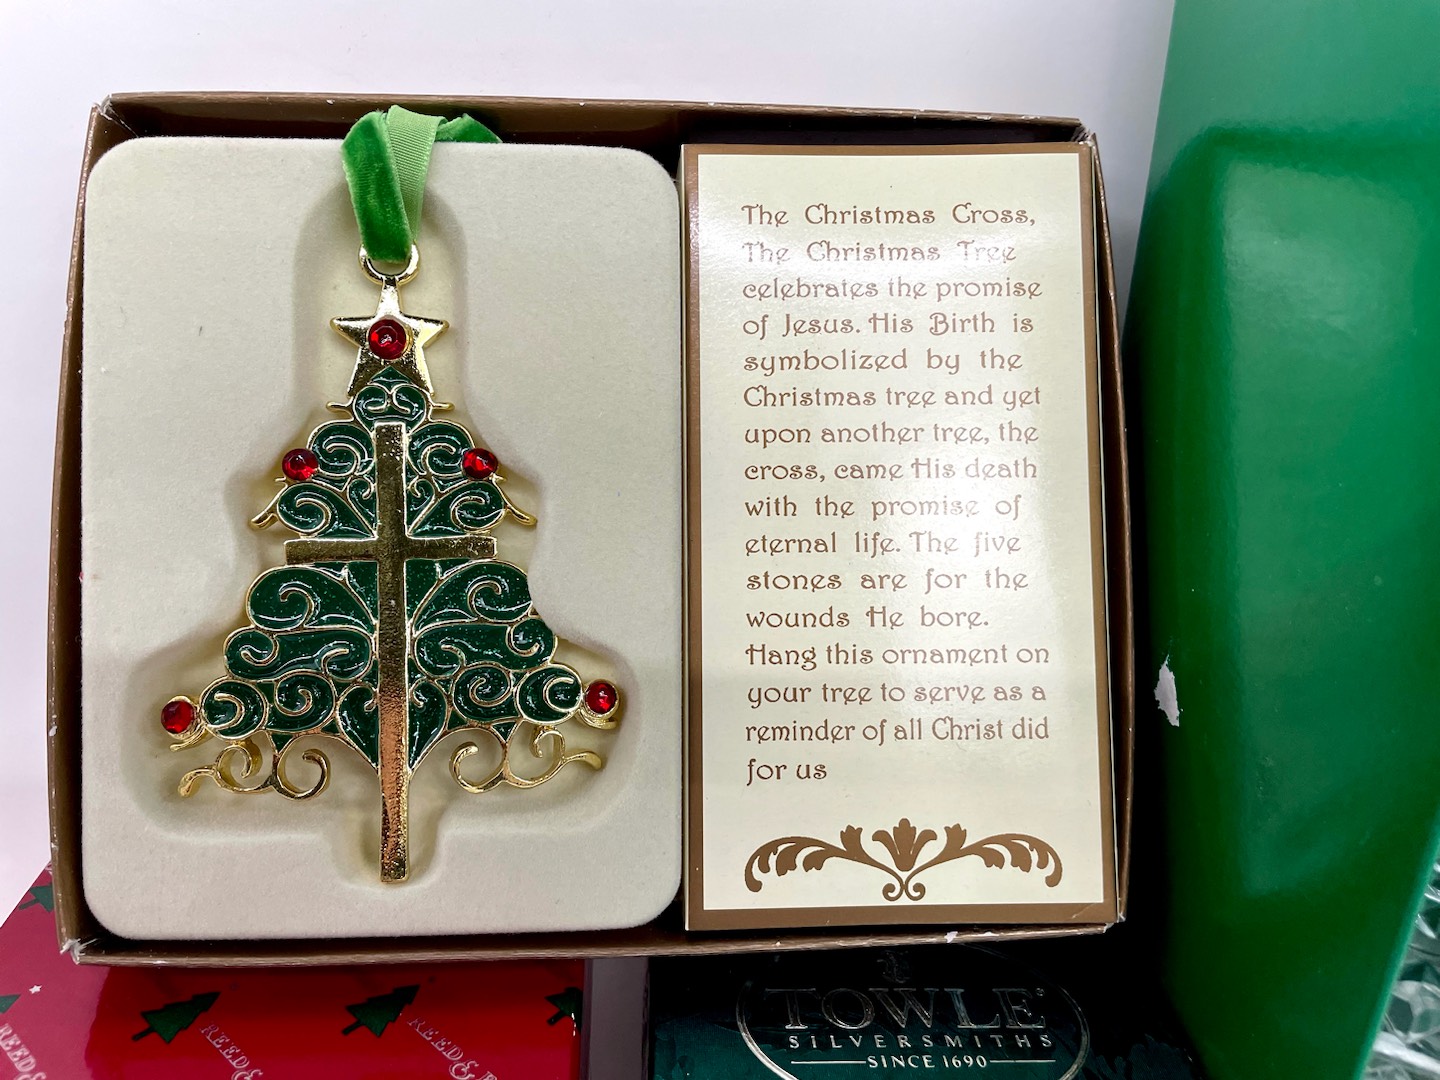 The Christmas Cross,
The Christmas Tree
celebrates the promise
of Jesus. His Birth is
symbolized by the
Christmas tree and yet
upon another tree, the
cross, came His death
with the promise of
eternal life. The five
stones are for the
wounds He bore.
Hang this ornament on
your tree to serve as a
reminder of all Christ did
for us
REED &
REED &
REED &
TOWLE
SILVERSMITHS
SINCE 1690